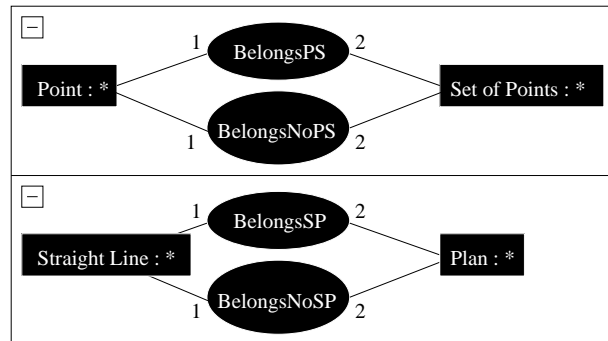 −
1 BelongsPS 2
Point : * Set of Points : *
1 BelongsNoPS 2
−
1 BelongsSP 2
Straight Line : * Plan : *
1 BelongsNoSP 2